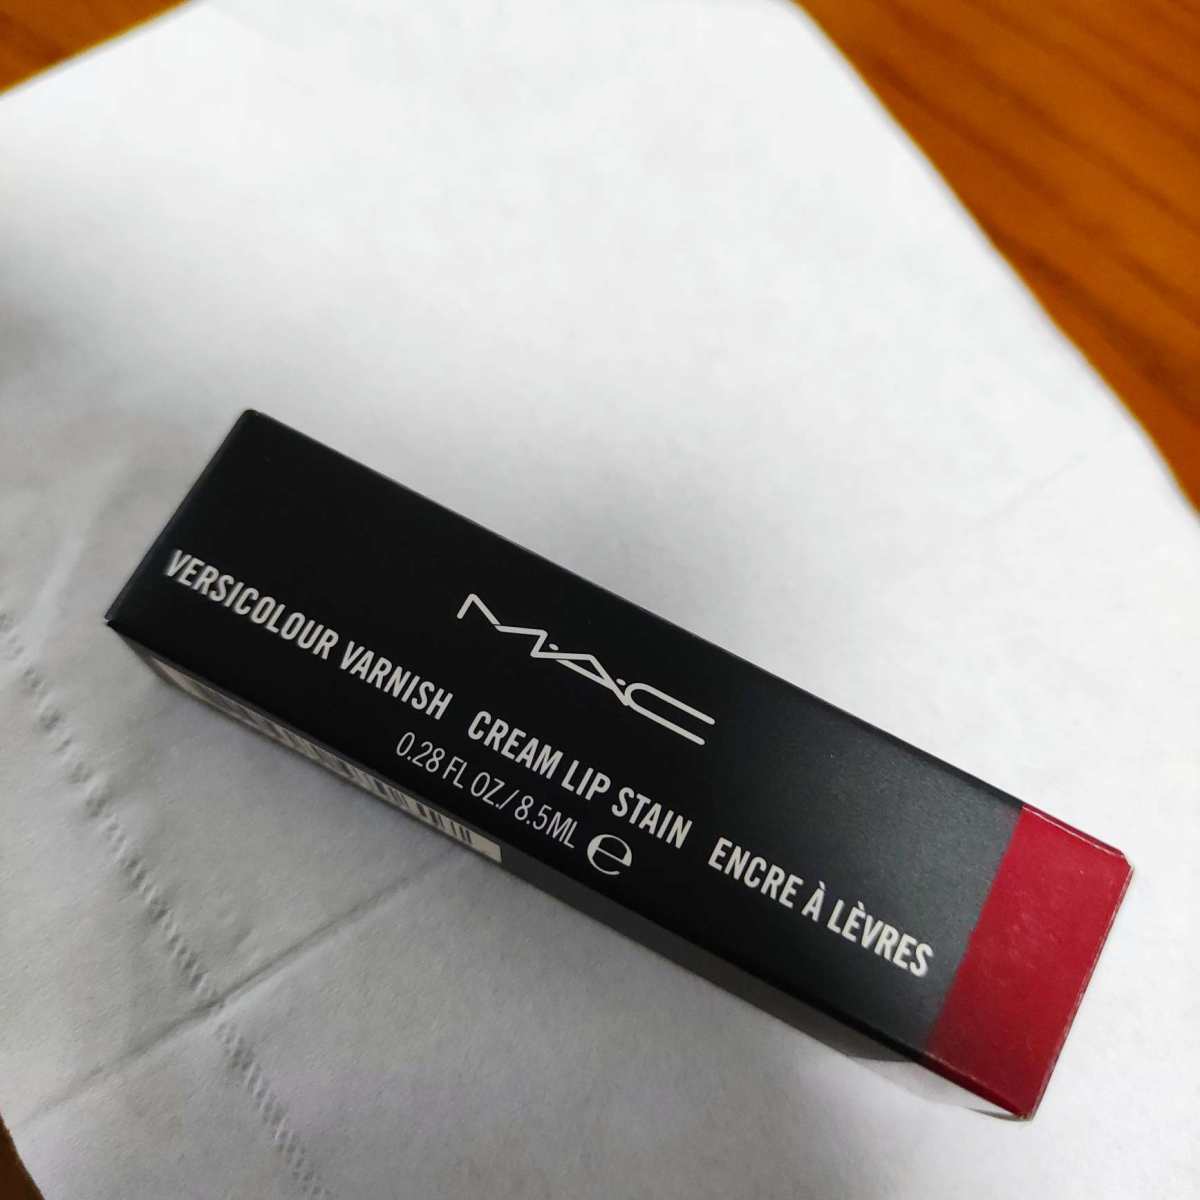 M·A·C
VERSICOLOUR VARNISH CREAM LIP STAIN ENCRE À LÈVRES
0.28 FL OZ./8.5ML ℮